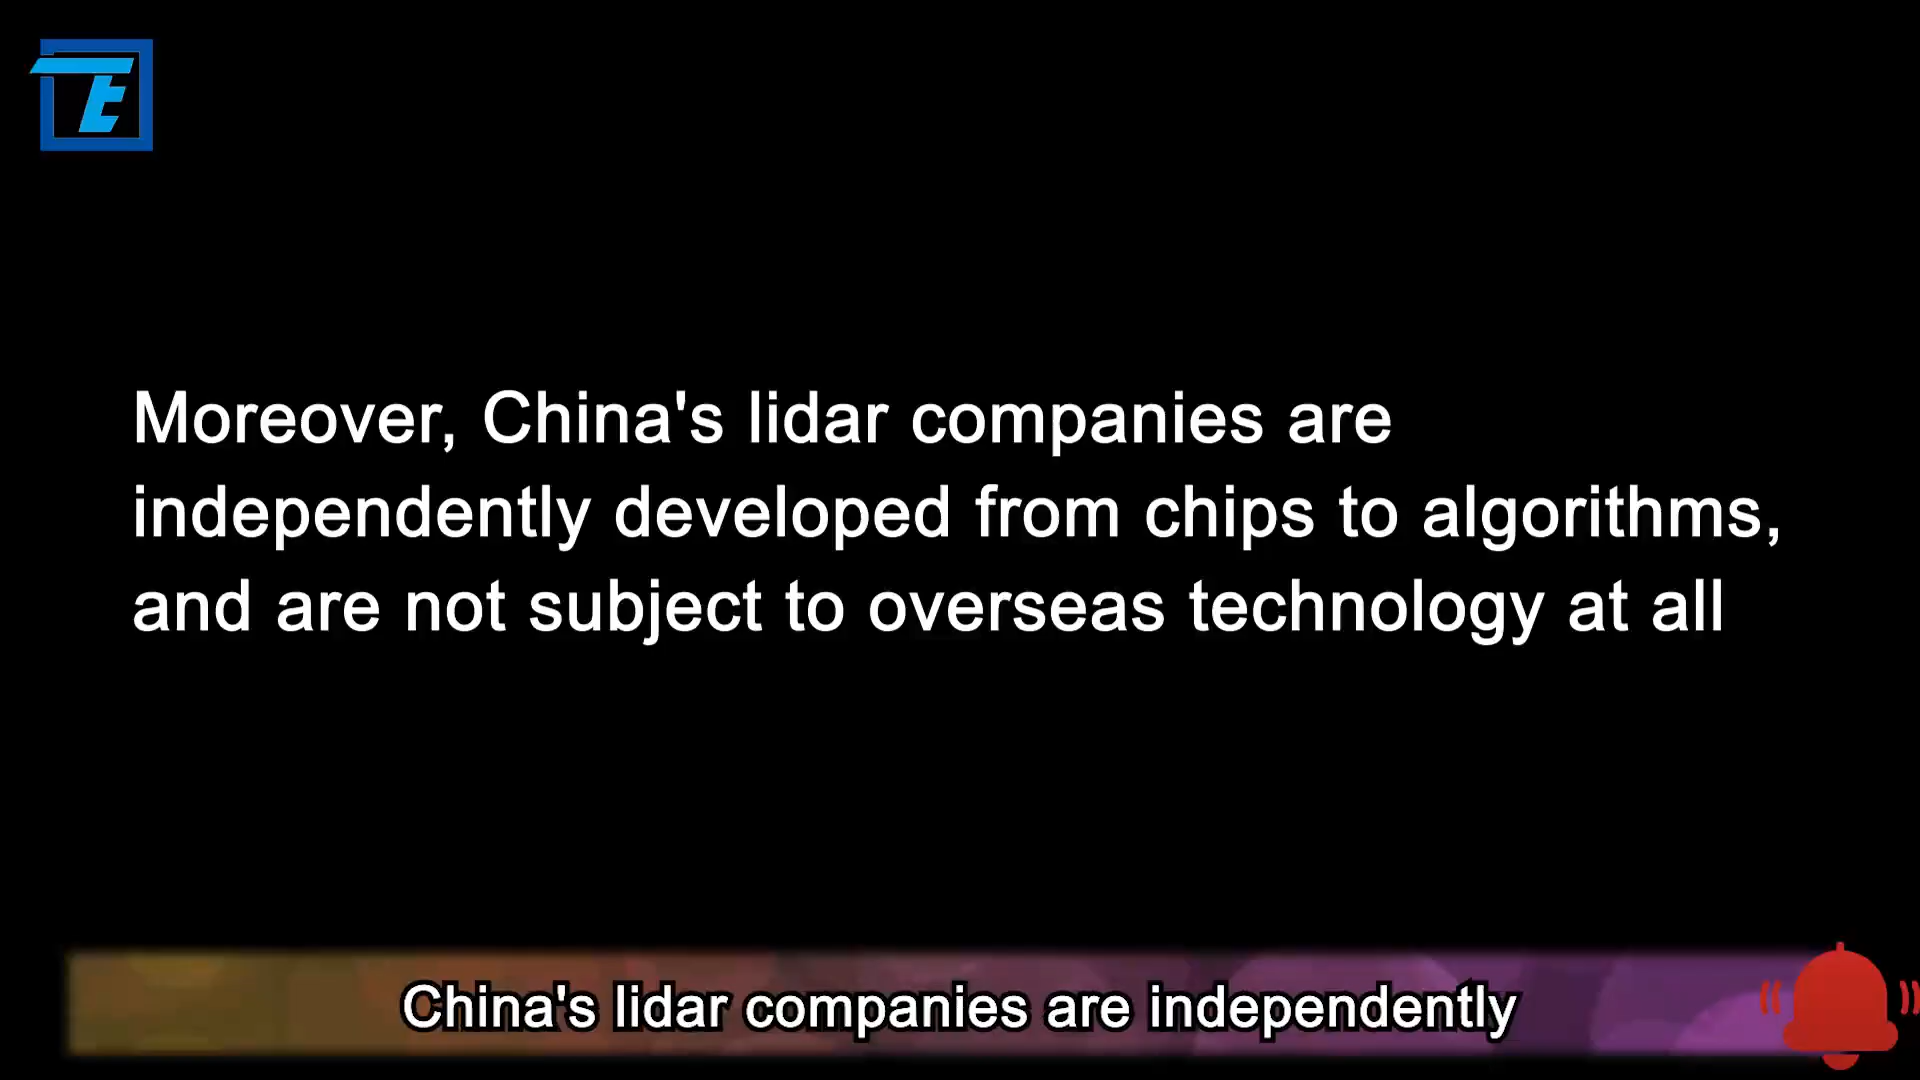 TE
Moreover, China's lidar companies are
independently developed from chips to algorithms,
and are not subject to overseas technology at all
China's lidar companies are independently